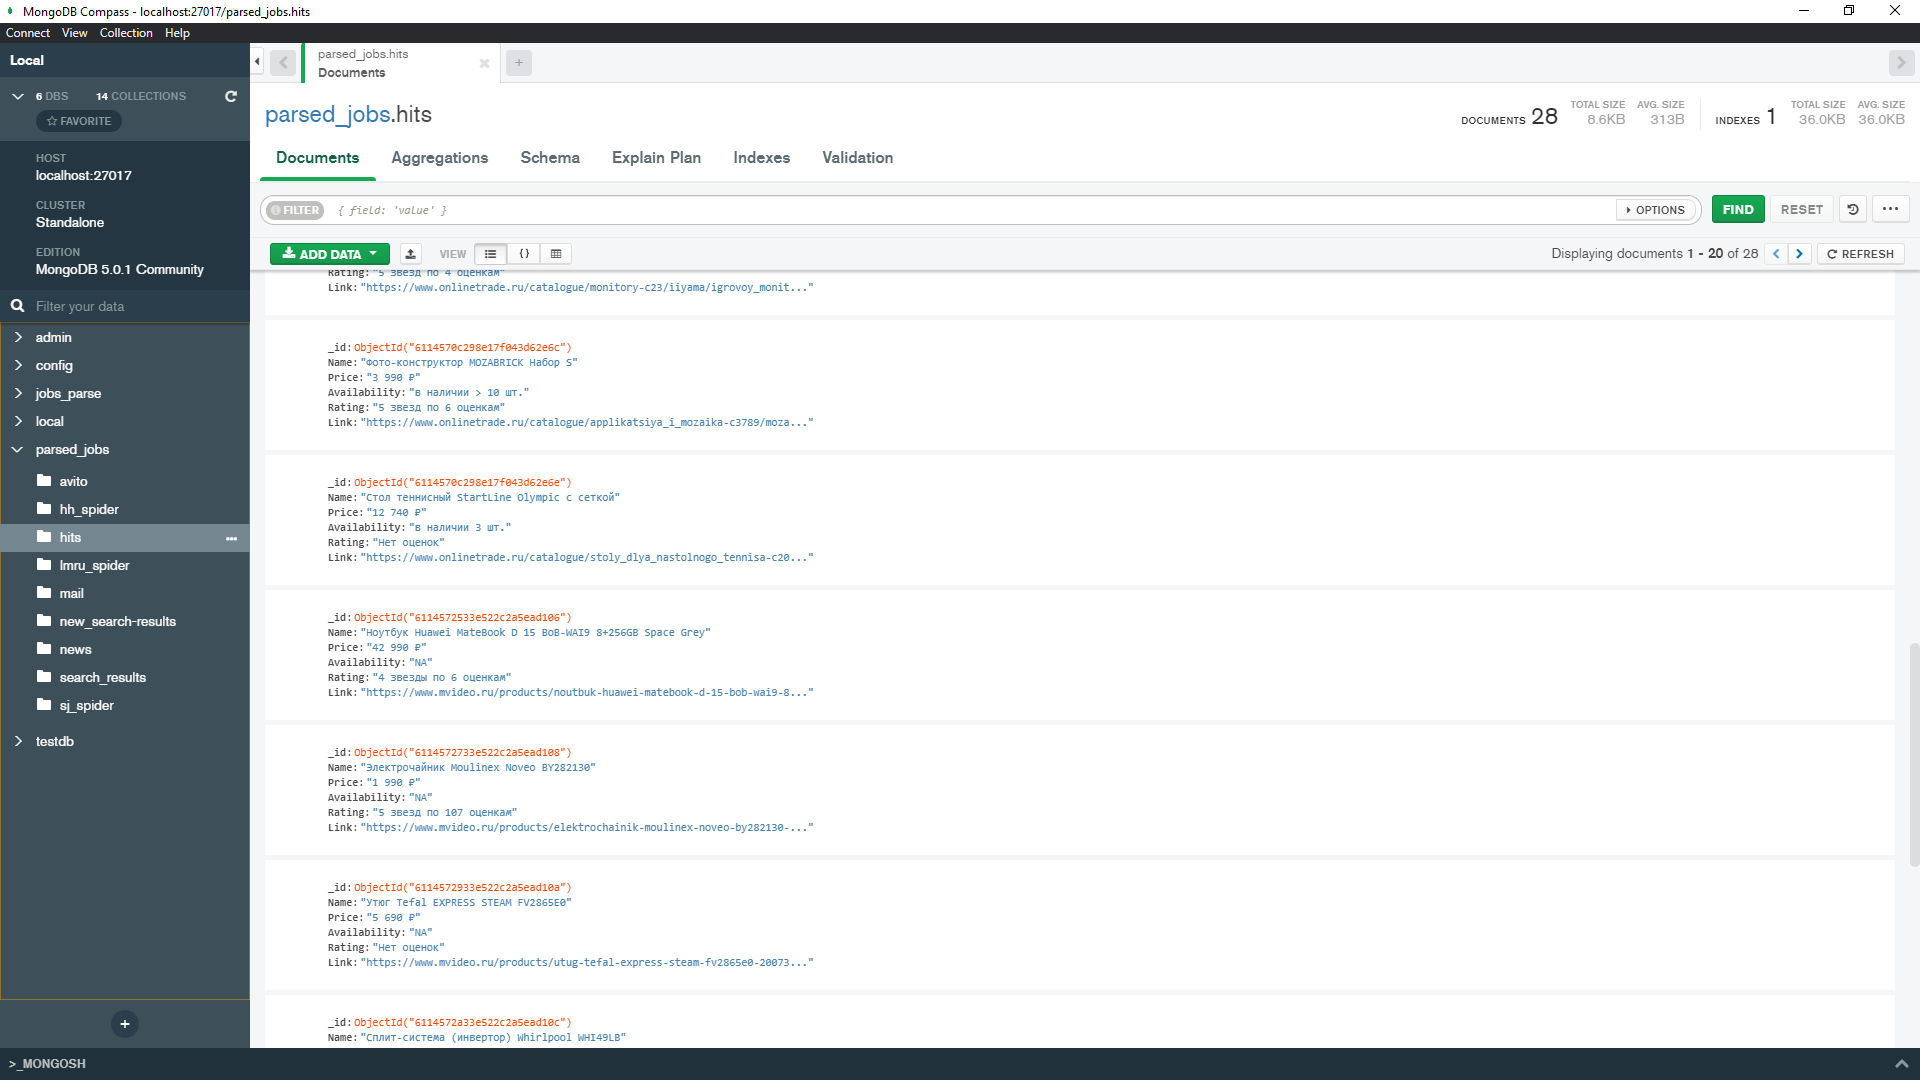 MongoDB Compass - localhost:27017/parsed_jobs.hits
Connect View Collection Help
Local
6 DBS 14 COLLECTIONS
FAVORITE
HOST
localhost:27017
CLUSTER
Standalone
EDITION
MongoDB 5.0.1 Community
Filter your data
admin
config
jobs_parse
local
parsed_jobs
avito
hh_spider
hits
lmru_spider
mail
new_search-results
news
search_results
sj_spider
testdb
parsed_jobs.hits
Documents
parsed_jobs.hits
DOCUMENTS 28 TOTAL SIZE 8.6KB AVG. SIZE 313B INDEXES 1 TOTAL SIZE 36.0KB AVG. SIZE 36.0KB
Documents Aggregations Schema Explain Plan Indexes Validation
FILTER { field: 'value' } OPTIONS FIND RESET ...
ADD DATA VIEW {} Displaying documents 1 - 20 of 28 < > REFRESH
Rating: "5 звезд по 4 оценкам"
Link: "https://www.onlinetrade.ru/catalogue/monitory-c23/iiyama/igrovoy_monit..."
_id: ObjectId("6114570c298e17f043d62e6c")
Name: "Фото-конструктор MOZABRICK Набор S"
Price: "3 990 ₽"
Availability: "в наличии > 10 шт."
Rating: "5 звезд по 6 оценкам"
Link: "https://www.onlinetrade.ru/catalogue/applikatsiya_i_mozaika-c3789/moza..."
_id: ObjectId("6114570c298e17f043d62e6e")
Name: "Стол теннисный StartLine Olympic с сеткой"
Price: "12 740 ₽"
Availability: "в наличии 3 шт."
Rating: "Нет оценок"
Link: "https://www.onlinetrade.ru/catalogue/stoly_dlya_nastolnogo_tennisa-c20..."
_id: ObjectId("6114572533e522c2a5ead106")
Name: "Ноутбук Huawei MateBook D 15 BoB-WAI9 8+256GB Space Grey"
Price: "42 990 ₽"
Availability: "NA"
Rating: "4 звезды по 6 оценкам"
Link: "https://www.mvideo.ru/products/noutbuk-huawei-matebook-d-15-bob-wai9-8..."
_id: ObjectId("6114572733e522c2a5ead108")
Name: "Электрочайник Moulinex Noveo BY282130"
Price: "1 990 ₽"
Availability: "NA"
Rating: "5 звезд по 107 оценкам"
Link: "https://www.mvideo.ru/products/elektrochainik-moulinex-noveo-by282130-..."
_id: ObjectId("6114572933e522c2a5ead10a")
Name: "Утюг Tefal EXPRESS STEAM FV2865E0"
Price: "5 690 ₽"
Availability: "NA"
Rating: "Нет оценок"
Link: "https://www.mvideo.ru/products/utug-tefal-express-steam-fv2865e0-20073..."
_id: ObjectId("6114572a33e522c2a5ead10c")
Name: "Сплит-система (инвертор) Whirlpool WHI49LB"
>_MONGOSH